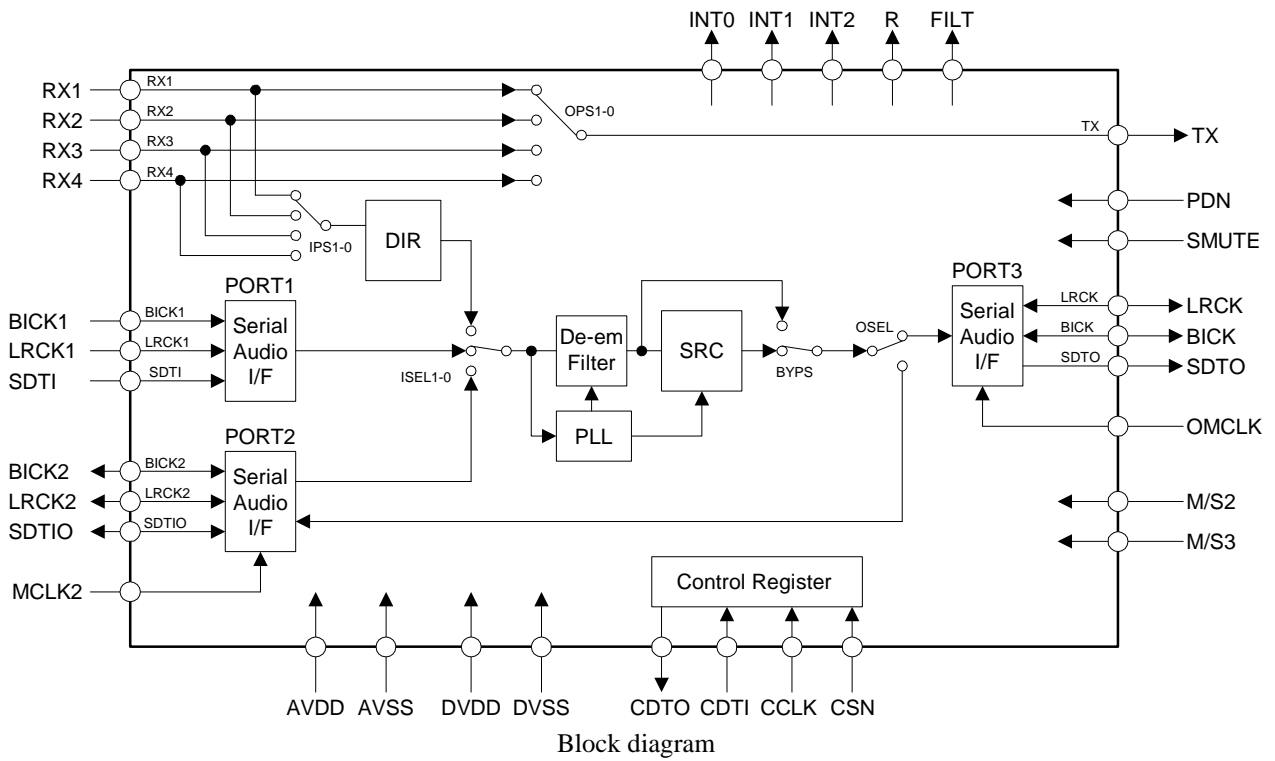 INT0 INT1 INT2 R FILT
RX1 RX1
RX2 RX2
RX3 RX3
RX4 RX4
OPS1-0
TX TX
IPS1-0
DIR
PDN
SMUTE
PORT1
BICK1 BICK1
LRCK1 LRCK1
SDTI SDTI
Serial
Audio
I/F
ISEL1-0
De-em
Filter
SRC
PLL
BYPS
OSEL
PORT3
Serial
Audio
I/F
LRCK LRCK
BICK BICK
SDTO SDTO
OMCLK
PORT2
BICK2 BICK2
LRCK2 LRCK2
SDTIO SDTIO
Serial
Audio
I/F
MCLK2
M/S2
M/S3
Control Register
AVDD AVSS DVDD DVSS CDTO CDTI CCLK CSN
Block diagram